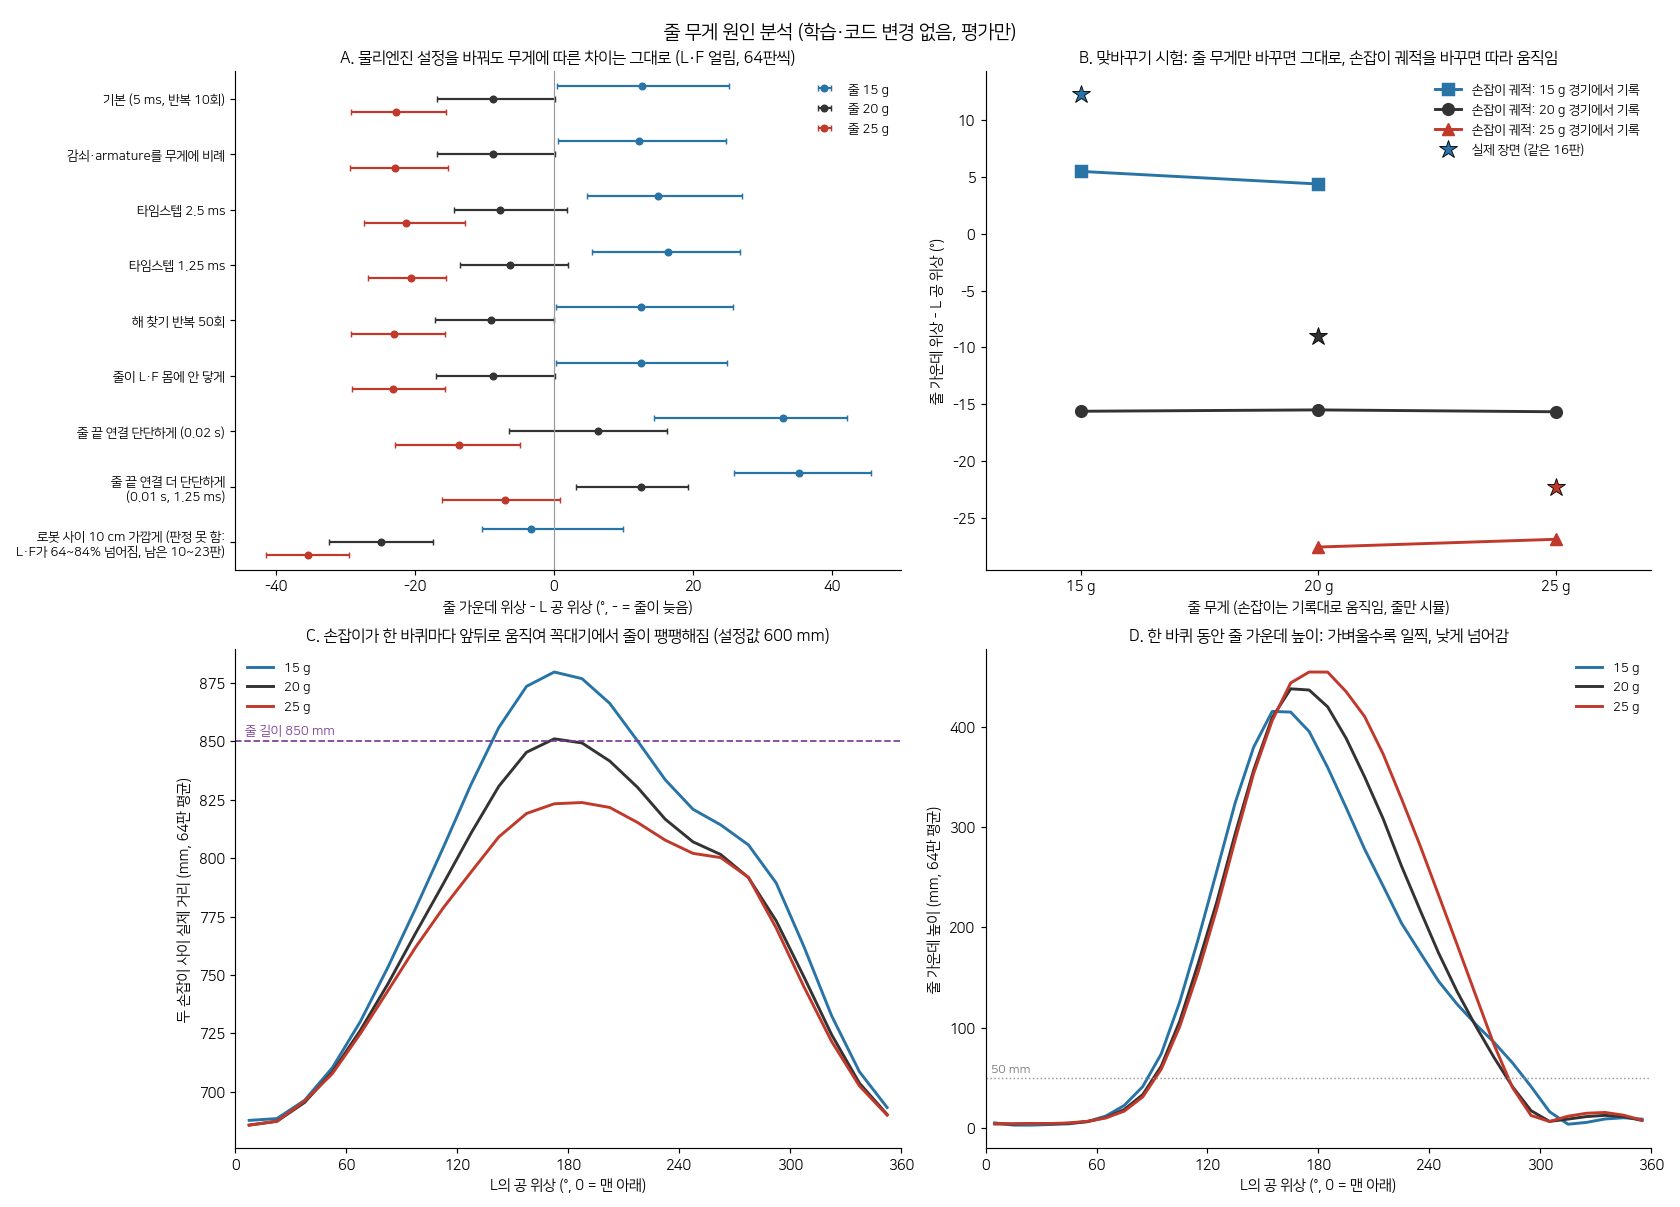 줄 무게 원인 분석 (학습·코드 변경 없음, 평가만)
A. 물리엔진 설정을 바꿔도 무게에 따른 차이는 그대로 (L·F 얼림, 64판씩)
기본 (5 ms, 반복 10회)
감쇠·armature를 무게에 비례
타임스텝 2.5 ms
타임스텝 1.25 ms
해 찾기 반복 50회
줄이 L·F 몸에 안 닿게
줄 끝 연결 단단하게 (0.02 s)
줄 끝 연결 더 단단하게
(0.01 s, 1.25 ms)
로봇 사이 10 cm 가깝게 (판정 못 함:
L·F가 64~84% 넘어짐, 남은 10~23판)
줄 15 g
줄 20 g
줄 25 g
-40
-20
0
20
40
줄 가운데 위상 - L 공 위상 (°, - = 줄이 늦음)
B. 맞바꾸기 시험: 줄 무게만 바꾸면 그대로, 손잡이 궤적을 바꾸면 따라 움직임
손잡이 궤적: 15 g 경기에서 기록
손잡이 궤적: 20 g 경기에서 기록
손잡이 궤적: 25 g 경기에서 기록
실제 장면 (같은 16판)
줄 가운데 위상 - L 공 위상 (°)
10
5
0
-5
-10
-15
-20
-25
15 g
20 g
25 g
줄 무게 (손잡이는 기록대로 움직임, 줄만 시뮬)
C. 손잡이가 한 바퀴마다 앞뒤로 움직여 꼭대기에서 줄이 팽팽해짐 (설정값 600 mm)
15 g
20 g
25 g
줄 길이 850 mm
두 손잡이 사이 실제 거리 (mm, 64판 평균)
875
850
825
800
775
750
725
700
0
60
120
180
240
300
360
L의 공 위상 (°, 0 = 맨 아래)
D. 한 바퀴 동안 줄 가운데 높이: 가벼울수록 일찍, 낮게 넘어감
15 g
20 g
25 g
50 mm
줄 가운데 높이 (mm, 64판 평균)
400
300
200
100
0
0
60
120
180
240
300
360
L의 공 위상 (°, 0 = 맨 아래)